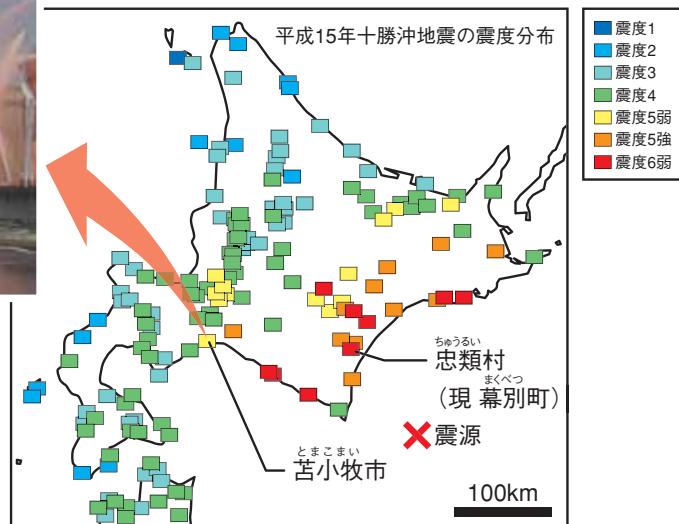 平成15年十勝沖地震の震度分布
震度1
震度2
震度3
震度4
震度5弱
震度5強
震度6弱
ちゅうるい
忠類村
まくべつ
（現 幕別町）
震源
とまこまい
苫小牧市
100km